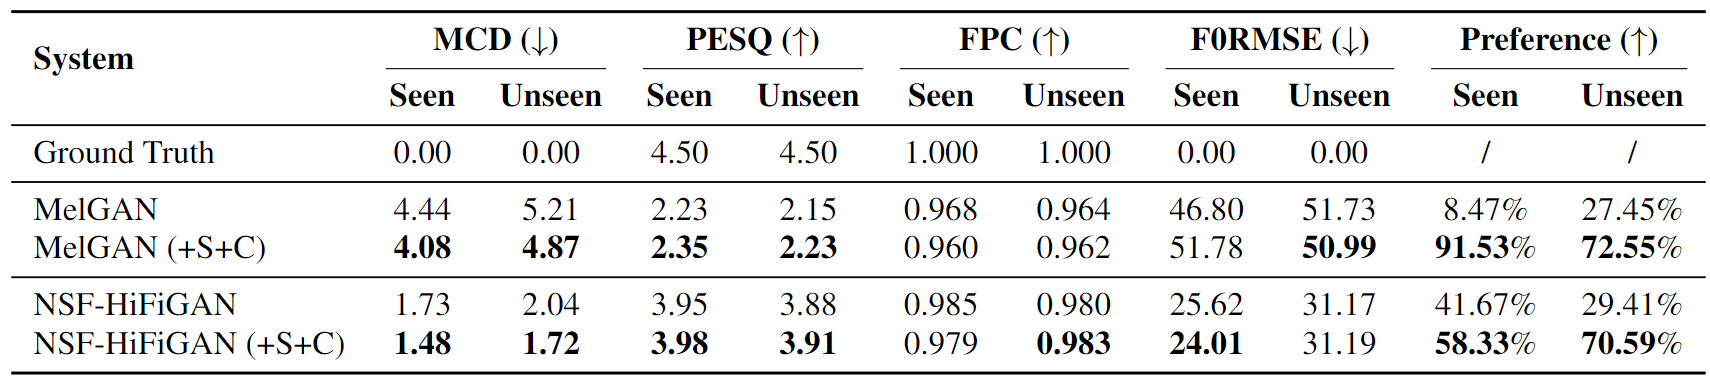 System MCD (↓) PESQ (↑) FPC (↑) F0RMSE (↓) Preference (↑)
Seen Unseen Seen Unseen Seen Unseen Seen Unseen Seen Unseen
Ground Truth 0.00 0.00 4.50 4.50 1.000 1.000 0.00 0.00 / /
MelGAN 4.44 5.21 2.23 2.15 0.968 0.964 46.80 51.73 8.47% 27.45%
MelGAN (+S+C) 4.08 4.87 2.35 2.23 0.960 0.962 51.78 50.99 91.53% 72.55%
NSF-HiFiGAN 1.73 2.04 3.95 3.88 0.985 0.980 25.62 31.17 41.67% 29.41%
NSF-HiFiGAN (+S+C) 1.48 1.72 3.98 3.91 0.979 0.983 24.01 31.19 58.33% 70.59%